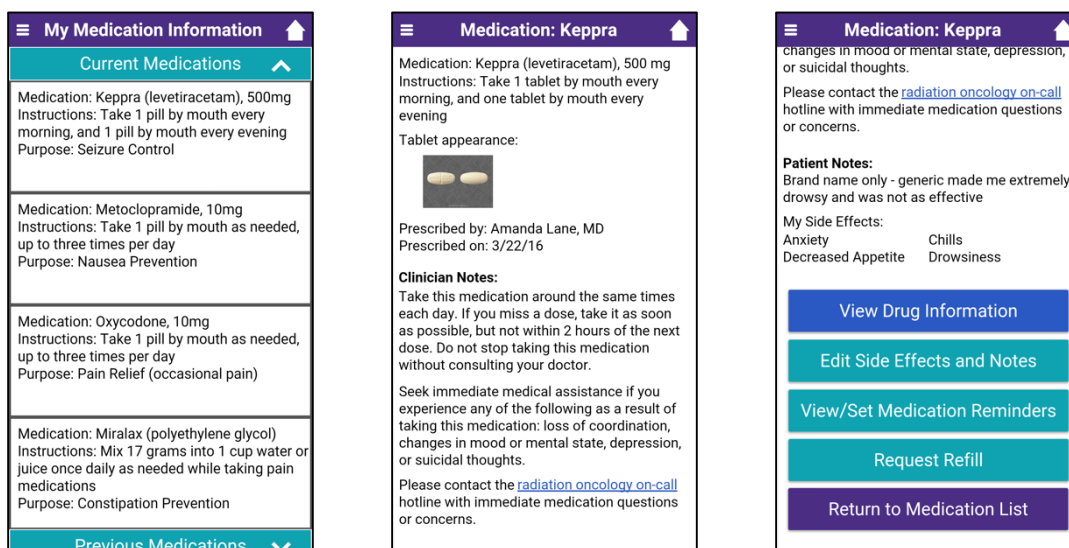 My Medication Information
Current Medications
Medication: Keppra (levetiracetam), 500mg
Instructions: Take 1 pill by mouth every
morning, and 1 pill by mouth every evening
Purpose: Seizure Control
Medication: Metoclopramide, 10mg
Instructions: Take 1 pill by mouth as needed,
up to three times per day
Purpose: Nausea Prevention
Medication: Oxycodone, 10mg
Instructions: Take 1 pill by mouth as needed,
up to three times per day
Purpose: Pain Relief (occasional pain)
Medication: Miralax (polyethylene glycol)
Instructions: Mix 17 grams into 1 cup water or
juice once daily as needed while taking pain
medications
Purpose: Constipation Prevention
Previous Medications
Medication: Keppra
Medication: Keppra (levetiracetam), 500 mg
Instructions: Take 1 tablet by mouth every
morning, and one tablet by mouth every
evening
Tablet appearance:
Prescribed by: Amanda Lane, MD
Prescribed on: 3/22/16
Clinician Notes:
Take this medication around the same times
each day. If you miss a dose, take it as soon
as possible, but not within 2 hours of the next
dose. Do not stop taking this medication
without consulting your doctor.
Seek immediate medical assistance if you
experience any of the following as a result of
taking this medication: loss of coordination,
changes in mood or mental state, depression,
or suicidal thoughts.
Please contact the radiation oncology on-call
hotline with immediate medication questions
or concerns.
Medication: Keppra
changes in mood or mental state, depression,
or suicidal thoughts.
Please contact the radiation oncology on-call
hotline with immediate medication questions
or concerns.
Patient Notes:
Brand name only - generic made me extremely
drowsy and was not as effective
My Side Effects:
Anxiety Chills
Decreased Appetite Drowsiness
View Drug Information
Edit Side Effects and Notes
View/Set Medication Reminders
Request Refill
Return to Medication List